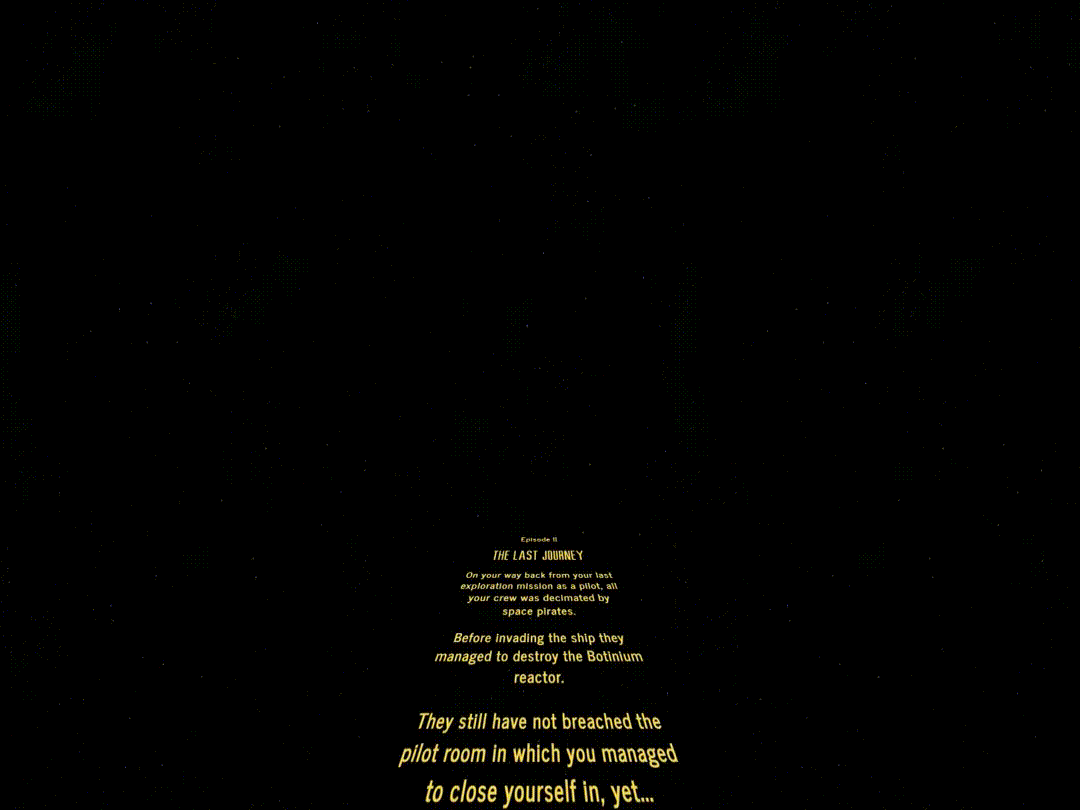 Episode 11
THE LAST JOURNEY
On your way back from your last
exploration mission as a pilot, all
your crew was decimated by
space pirates.
Before invading the ship they
managed to destroy the Botinium
reactor.
They still have not breached the
pilot room in which you managed
to close yourself in, yet...